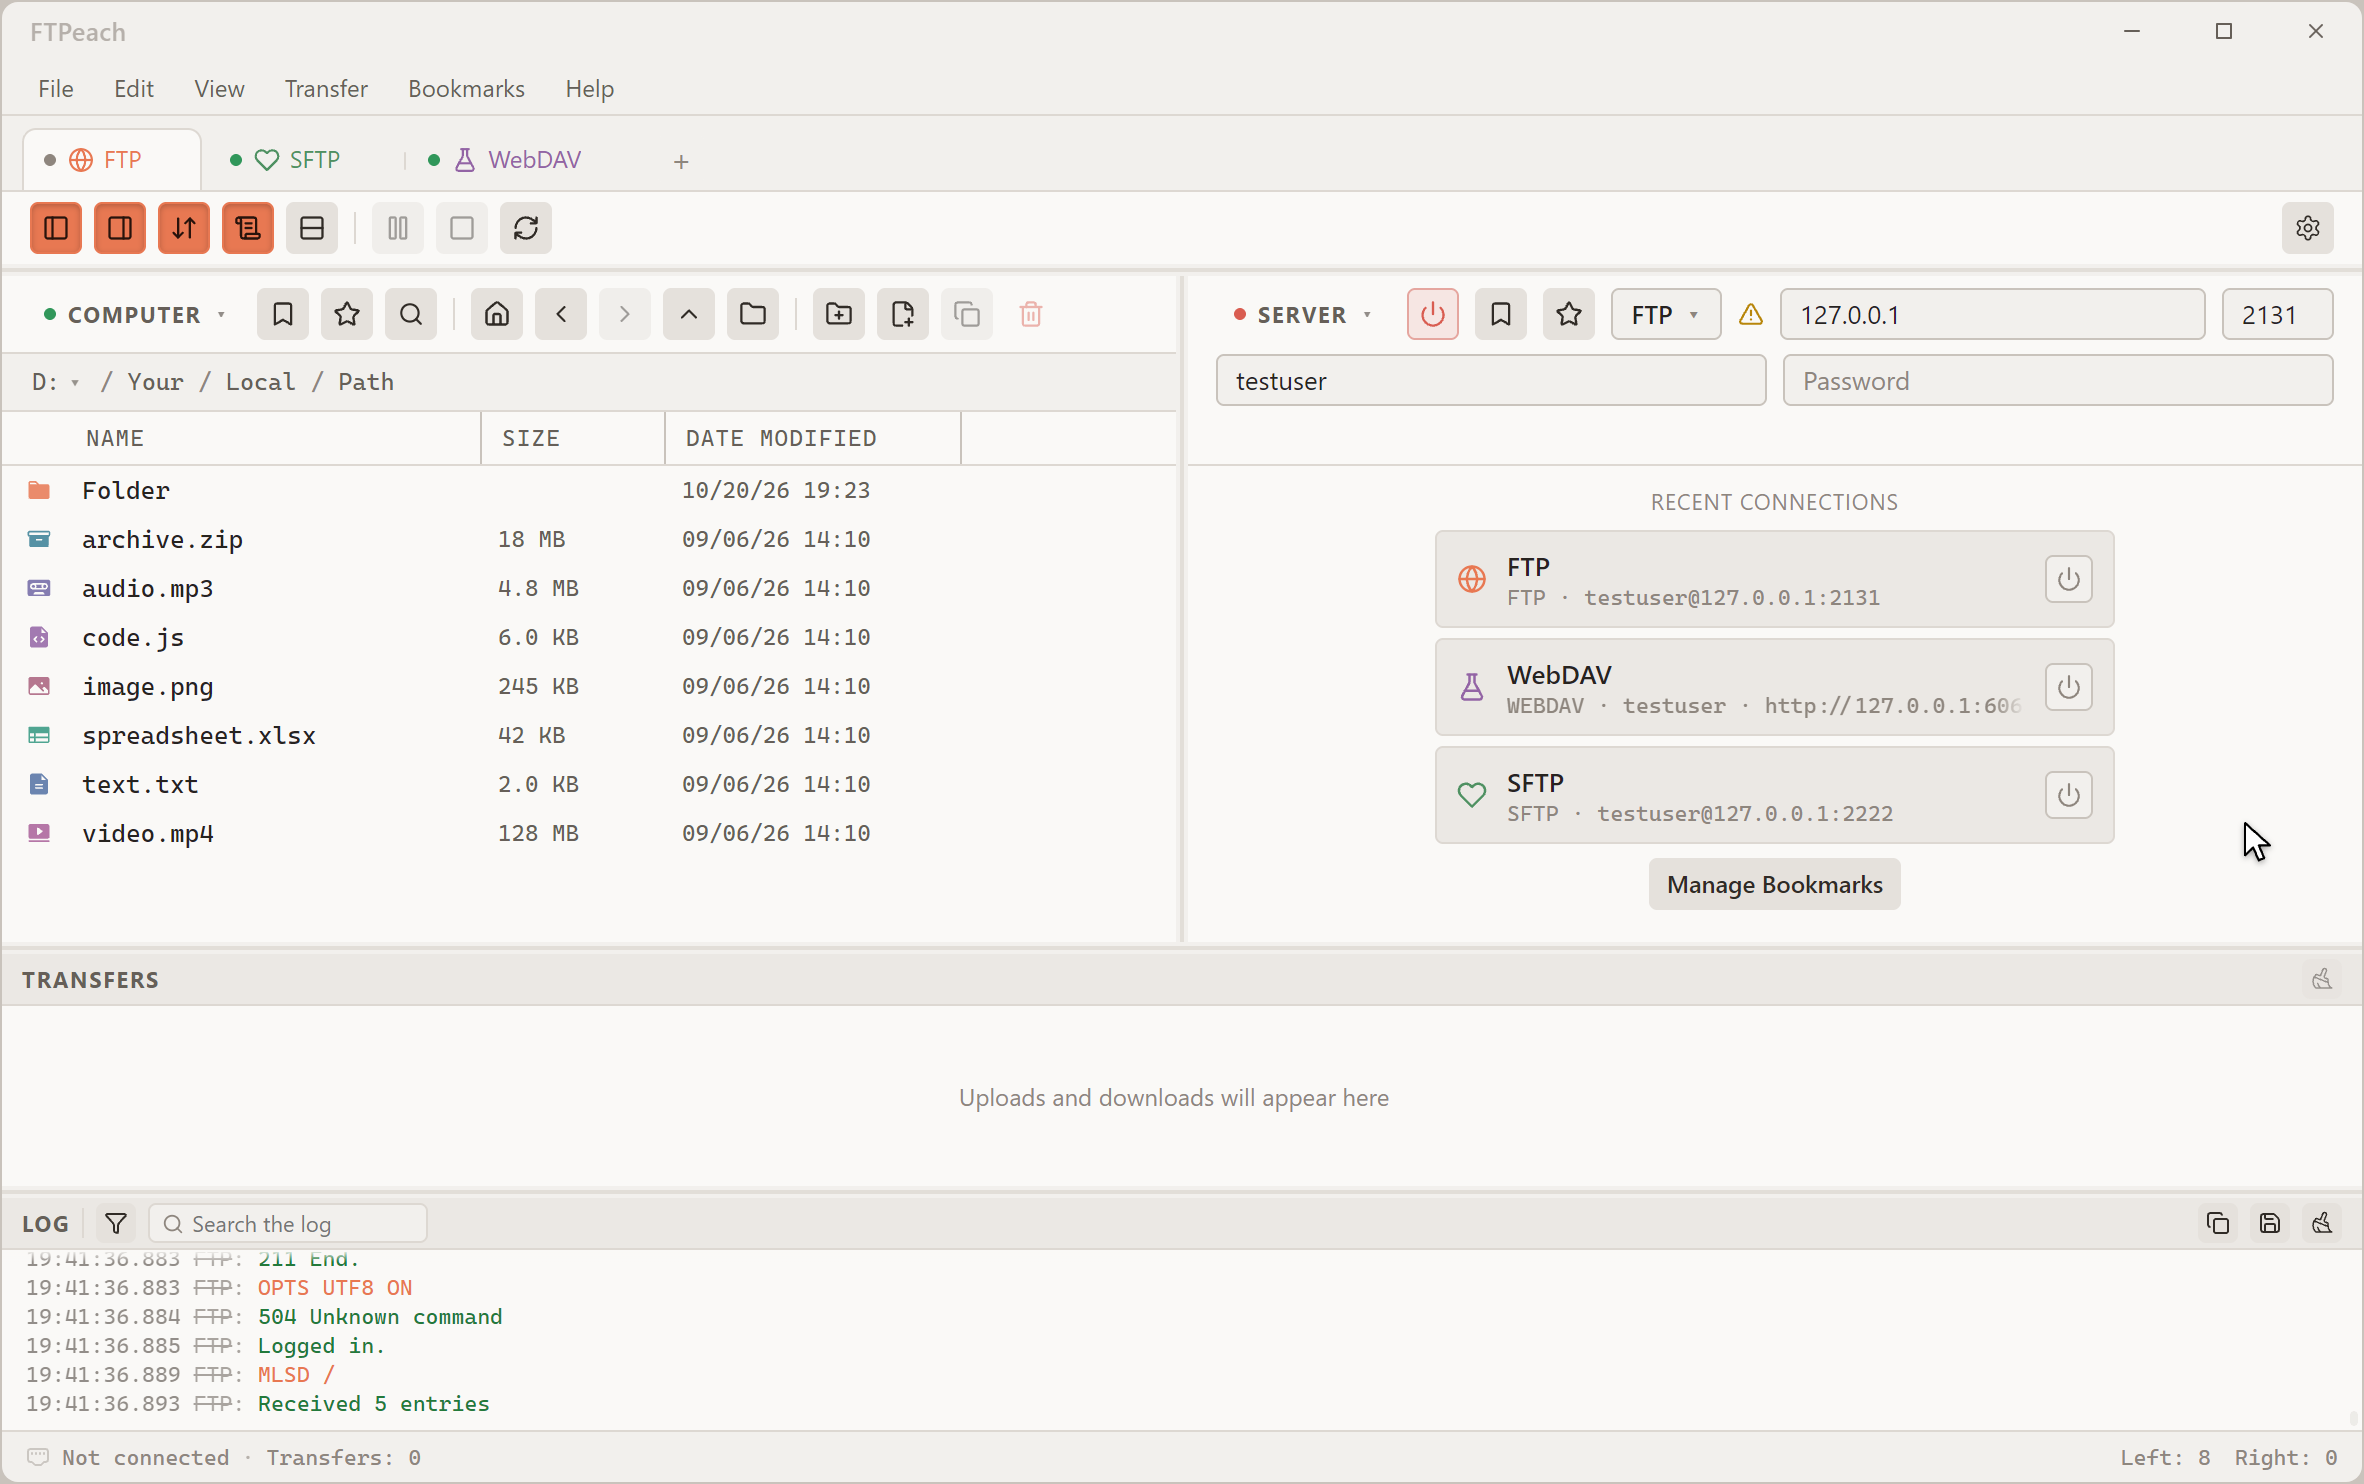 FTPeach
File Edit View Transfer Bookmarks Help
FTP SFTP WebDAV +
COMPUTER
D: / Your / Local / Path
NAME SIZE DATE MODIFIED
Folder 10/20/26 19:23
archive.zip 18 MB 09/06/26 14:10
audio.mp3 4.8 MB 09/06/26 14:10
code.js 6.0 KB 09/06/26 14:10
image.png 245 KB 09/06/26 14:10
spreadsheet.xlsx 42 KB 09/06/26 14:10
text.txt 2.0 KB 09/06/26 14:10
video.mp4 128 MB 09/06/26 14:10
SERVER FTP 127.0.0.1 2131
testuser Password
RECENT CONNECTIONS
FTP
FTP · testuser@127.0.0.1:2131
WebDAV
WEBDAV · testuser · http://127.0.0.1:606
SFTP
SFTP · testuser@127.0.0.1:2222
Manage Bookmarks
TRANSFERS
Uploads and downloads will appear here
LOG Search the log
19:41:36.883 FTP: 211 End.
19:41:36.883 FTP: OPTS UTF8 ON
19:41:36.884 FTP: 504 Unknown command
19:41:36.885 FTP: Logged in.
19:41:36.889 FTP: MLSD /
19:41:36.893 FTP: Received 5 entries
Not connected · Transfers: 0
Left: 8 Right: 0